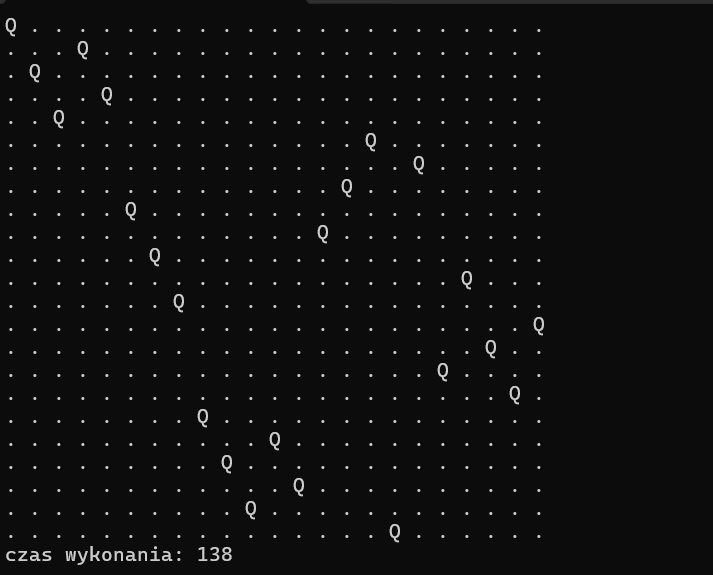 Q . . . . . . . . . . . . . . . . . . . . . .
. . . Q . . . . . . . . . . . . . . . . . . .
. Q . . . . . . . . . . . . . . . . . . . . .
. . . . Q . . . . . . . . . . . . . . . . . .
. . Q . . . . . . . . . . . . . . . . . . . .
. . . . . . . . . . . . . . . Q . . . . . . .
. . . . . . . . . . . . . . . . . Q . . . . .
. . . . . . . . . . . . . . Q . . . . . . . .
. . . . . Q . . . . . . . . . . . . . . . . .
. . . . . . . . . . . . . Q . . . . . . . . .
. . . . . . Q . . . . . . . . . . . . . . . .
. . . . . . . . . . . . . . . . . . . Q . . .
. . . . . . . Q . . . . . . . . . . . . . . .
. . . . . . . . . . . . . . . . . . . . . . Q
. . . . . . . . . . . . . . . . . . . . Q . .
. . . . . . . . . . . . . . . . . . Q . . . .
. . . . . . . . . . . . . . . . . . . . . Q .
. . . . . . . . Q . . . . . . . . . . . . . .
. . . . . . . . . . . Q . . . . . . . . . . .
. . . . . . . . . Q . . . . . . . . . . . . .
. . . . . . . . . . . . Q . . . . . . . . . .
. . . . . . . . . . Q . . . . . . . . . . . .
. . . . . . . . . . . . . . . . Q . . . . . .
czas wykonania: 138